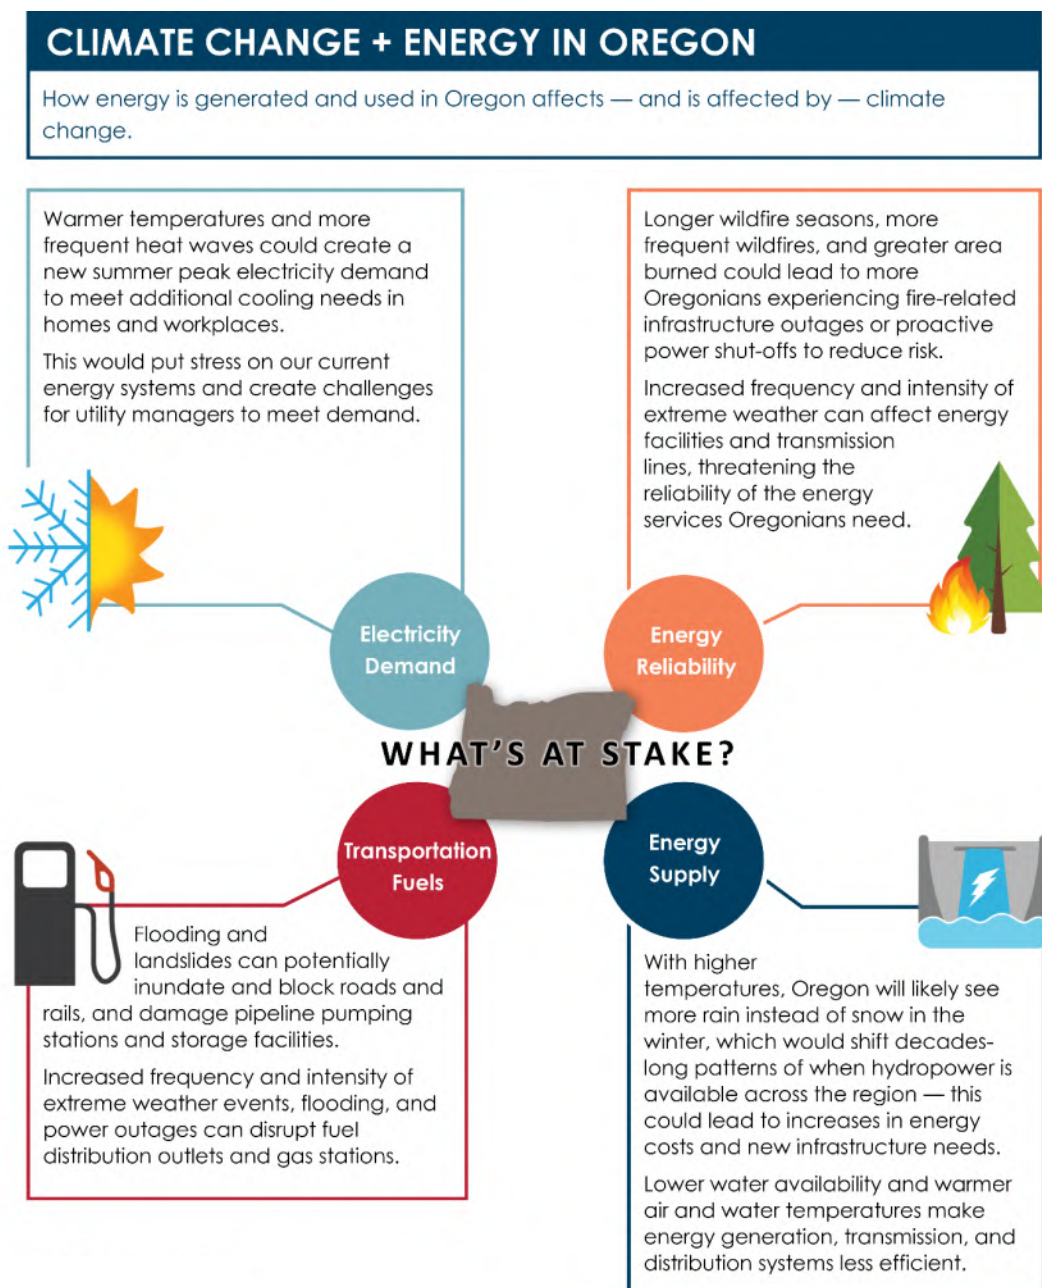 CLIMATE CHANGE + ENERGY IN OREGON
How energy is generated and used in Oregon affects — and is affected by — climate
change.
Warmer temperatures and more
frequent heat waves could create a
new summer peak electricity demand
to meet additional cooling needs in
homes and workplaces.
This would put stress on our current
energy systems and create challenges
for utility managers to meet demand.
Longer wildfire seasons, more
frequent wildfires, and greater area
burned could lead to more
Oregonians experiencing fire-related
infrastructure outages or proactive
power shut-offs to reduce risk.
Increased frequency and intensity of
extreme weather can affect energy
facilities and transmission
lines, threatening the
reliability of the energy
services Oregonians need.
Electricity
Demand
Energy
Reliability
WHAT'S AT STAKE?
Transportation
Fuels
Energy
Supply
Flooding and
landslides can potentially
inundate and block roads and
rails, and damage pipeline pumping
stations and storage facilities.
Increased frequency and intensity of
extreme weather events, flooding, and
power outages can disrupt fuel
distribution outlets and gas stations.
With higher
temperatures, Oregon will likely see
more rain instead of snow in the
winter, which would shift decades-
long patterns of when hydropower is
available across the region — this
could lead to increases in energy
costs and new infrastructure needs.
Lower water availability and warmer
air and water temperatures make
energy generation, transmission, and
distribution systems less efficient.